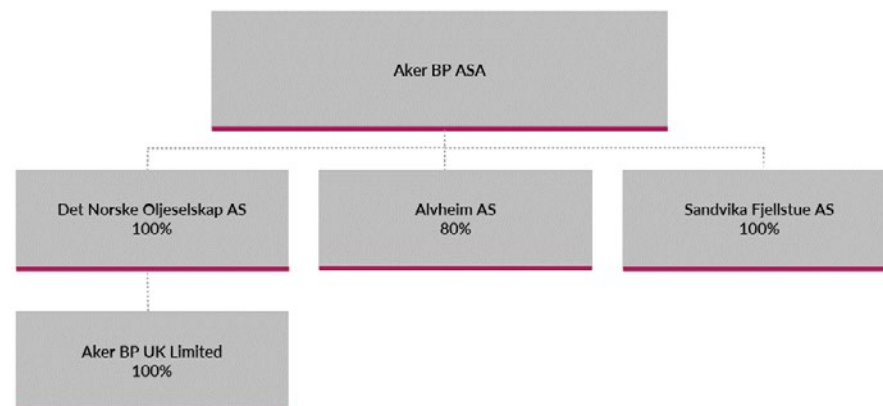 Aker BP ASA
Det Norske Oljeselskap AS
100%
Alvheim AS
80%
Sandvika Fjellstue AS
100%
Aker BP UK Limited
100%